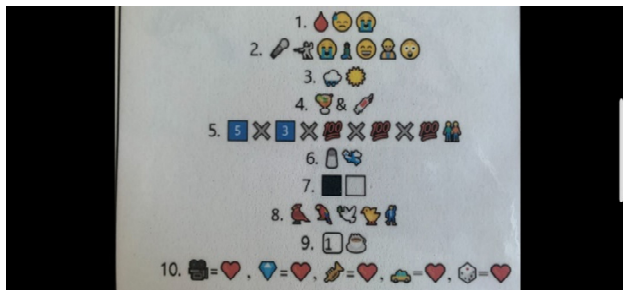 1. 🩸😓😭
2. 🎤🔫😭🗼😄👨‍💼😲
3. 🌧☀
4. 🍹& 🍾
5. 5 ✖ 3 ✖ 💯 ✖ 💯 ✖ 💯 👫
6.
7. ⬛⬜
8. 🐦🦜🕊🐤🐦
9. 1 ☕
10. 🎥=❤, 💎=❤, 🎺=❤, 🚗=❤, 🎲=❤